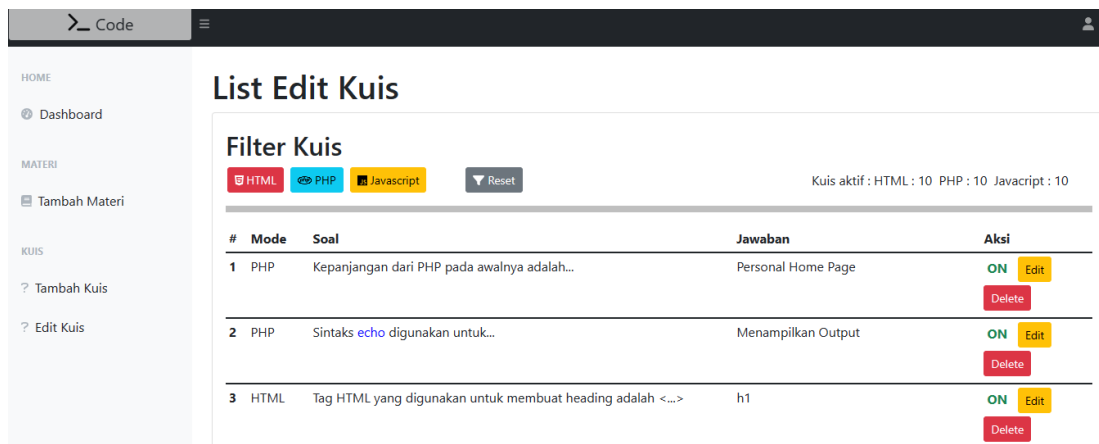 Code
HOME
Dashboard
MATERI
Tambah Materi
KUIS
? Tambah Kuis
? Edit Kuis
List Edit Kuis
Filter Kuis
HTML PHP Javascript Reset Kuis aktif : HTML : 10 PHP : 10 Javacript : 10
# Mode Soal Jawaban Aksi
1 PHP Kepanjangan dari PHP pada awalnya adalah... Personal Home Page ON Edit
Delete
2 PHP Sintaks echo digunakan untuk... Menampilkan Output ON Edit
Delete
3 HTML Tag HTML yang digunakan untuk membuat heading adalah <...> h1 ON Edit
Delete